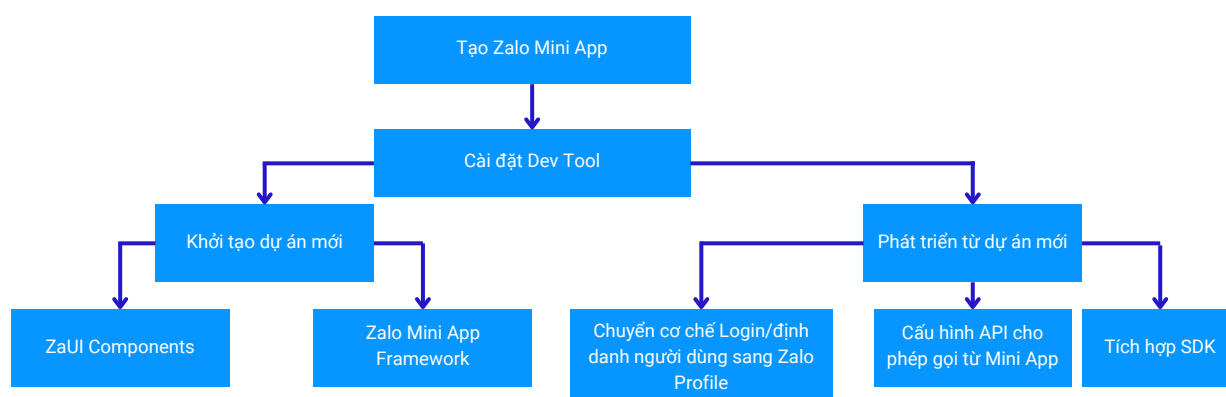 Tạo Zalo Mini App
Cài đặt Dev Tool
Khởi tạo dự án mới
Phát triển từ dự án mới
ZaUI Components
Zalo Mini App
Framework
Chuyển cơ chế Login/định
danh người dùng sang Zalo
Profile
Cấu hình API cho
phép gọi từ Mini App
Tích hợp SDK